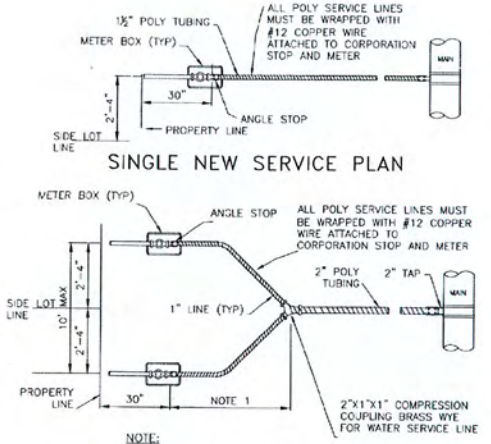 1½" POLY TUBING
ALL POLY SERVICE LINES
MUST BE WRAPPED WITH
#12 COPPER WIRE
ATTACHED TO CORPORATION
STOP AND METER
METER BOX (TYP)
MAIN
30"
ANGLE STOP
2'-4"
PROPERTY LINE
SIDE LOT
LINE
SINGLE NEW SERVICE PLAN
METER BOX (TYP)
ANGLE STOP
ALL POLY SERVICE LINES MUST
BE WRAPPED WITH #12 COPPER
WIRE ATTACHED TO
CORPORATION STOP AND METER
2" POLY
TUBING
2" TAP
MAIN
SIDE LOT
LINE
10' MAX
2'-4"
2'-4"
1" LINE (TYP)
PROPERTY
LINE
30"
NOTE 1
2"X1"X1" COMPRESSION
COUPLING BRASS WYE
FOR WATER SERVICE LINE
NOTE: